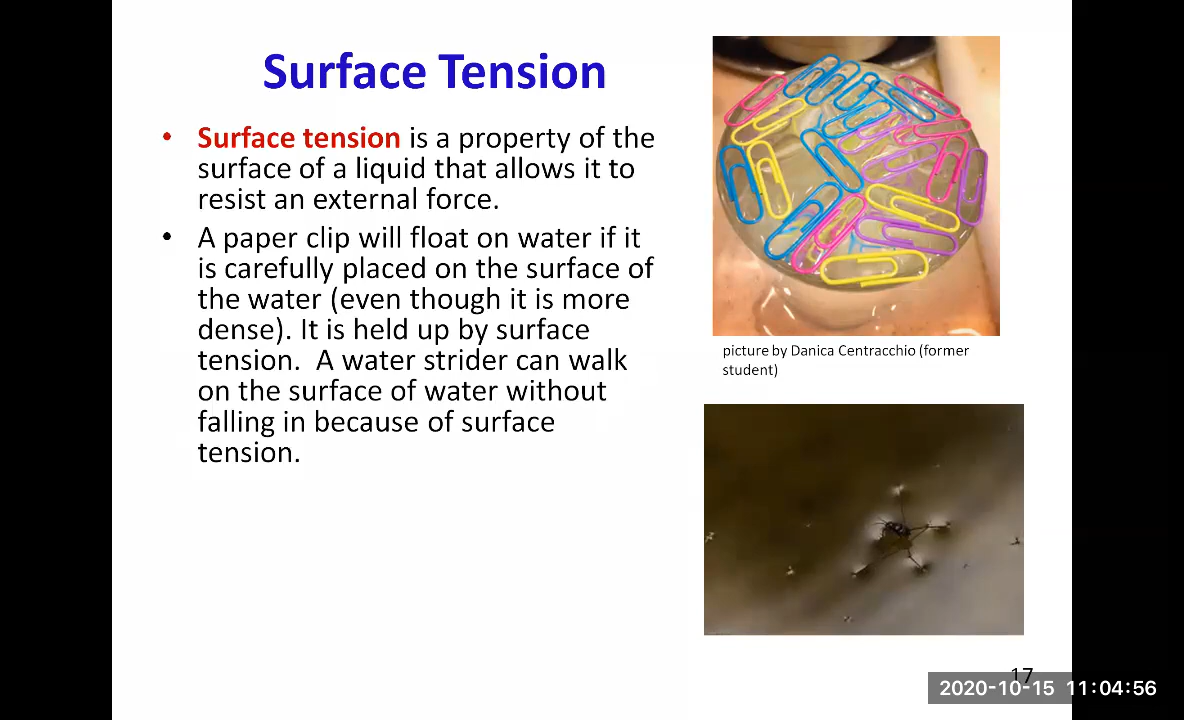 Surface Tension
• Surface tension is a property of the
surface of a liquid that allows it to
resist an external force.
• A paper clip will float on water if it
is carefully placed on the surface of
the water (even though it is more
dense). It is held up by surface
tension.  A water strider can walk
on the surface of water without
falling in because of surface
tension.
picture by Danica Centracchio (former
student)
17
2020-10-15 11:04:56